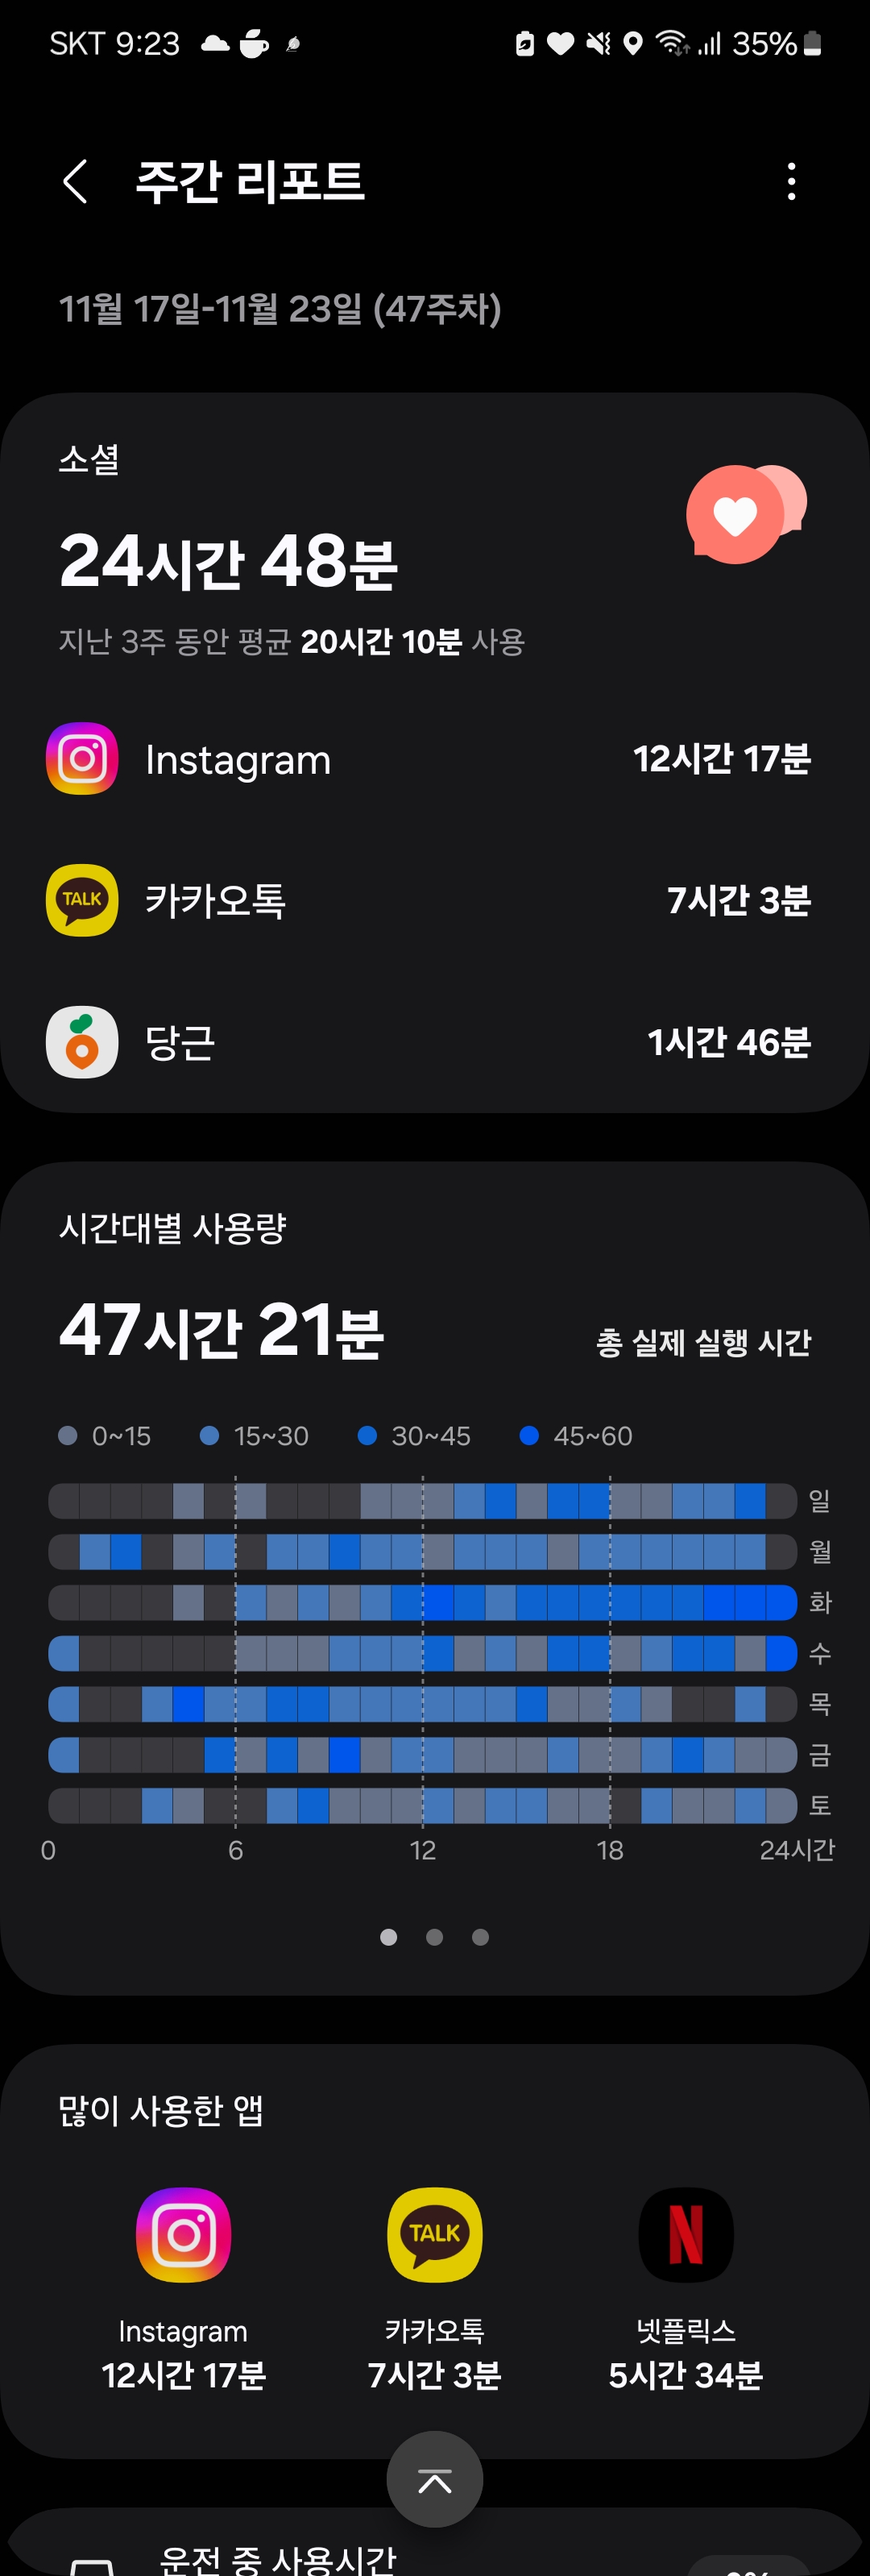 SKT 9:23 35%
주간 리포트
11월 17일-11월 23일 (47주차)
소셜
24시간 48분
지난 3주 동안 평균 20시간 10분 사용
Instagram 12시간 17분
TALK 카카오톡 7시간 3분
당근 1시간 46분
시간대별 사용량
47시간 21분 총 실제 실행 시간
0~15 15~30 30~45 45~60
일
월
화
수
목
금
토
0 6 12 18 24시간
많이 사용한 앱
TALK
Instagram 카카오톡 넷플릭스
12시간 17분 7시간 3분 5시간 34분
운전 중 사용시간